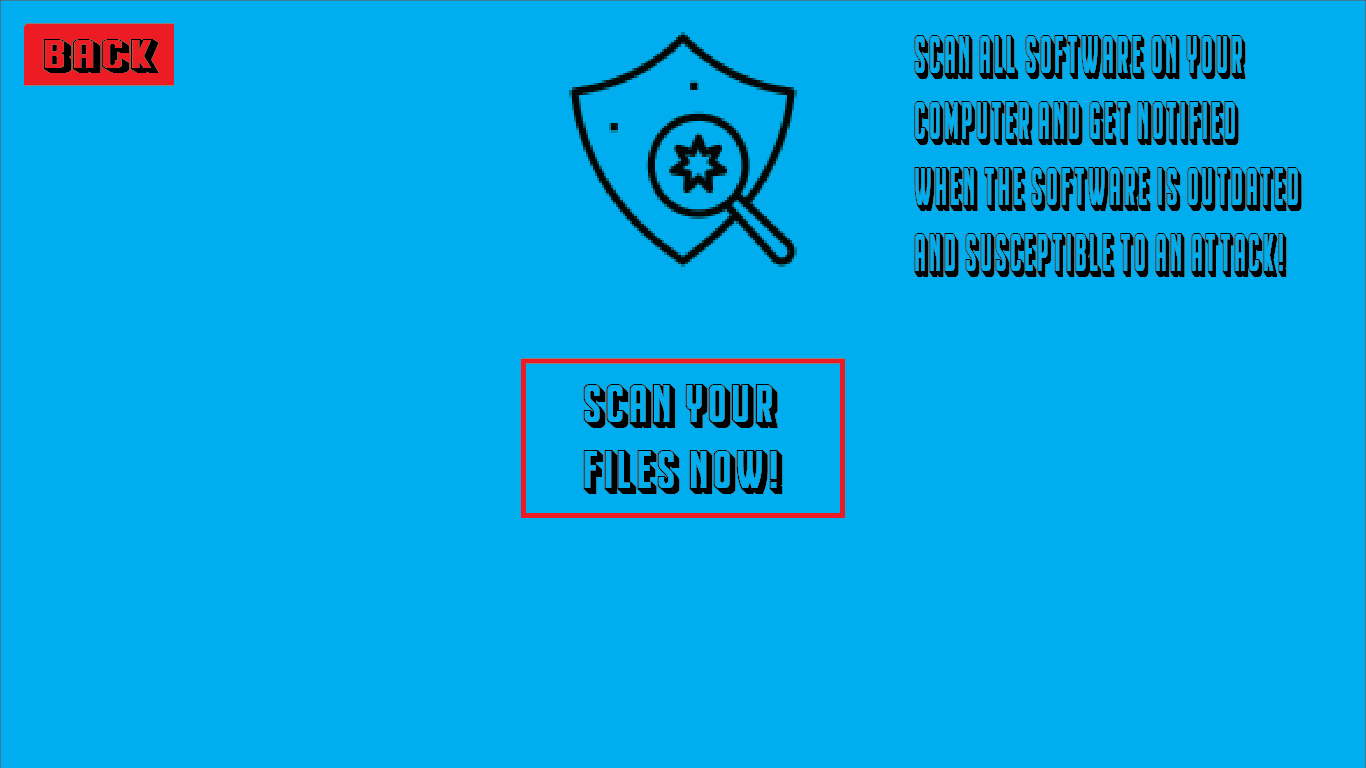 BACK
SCAN ALL SOFTWARE ON YOUR
COMPUTER AND GET NOTIFIED
WHEN THE SOFTWARE IS OUTDATED
AND SUSCEPTIBLE TO AN ATTACK!
SCAN YOUR
FILES NOW!